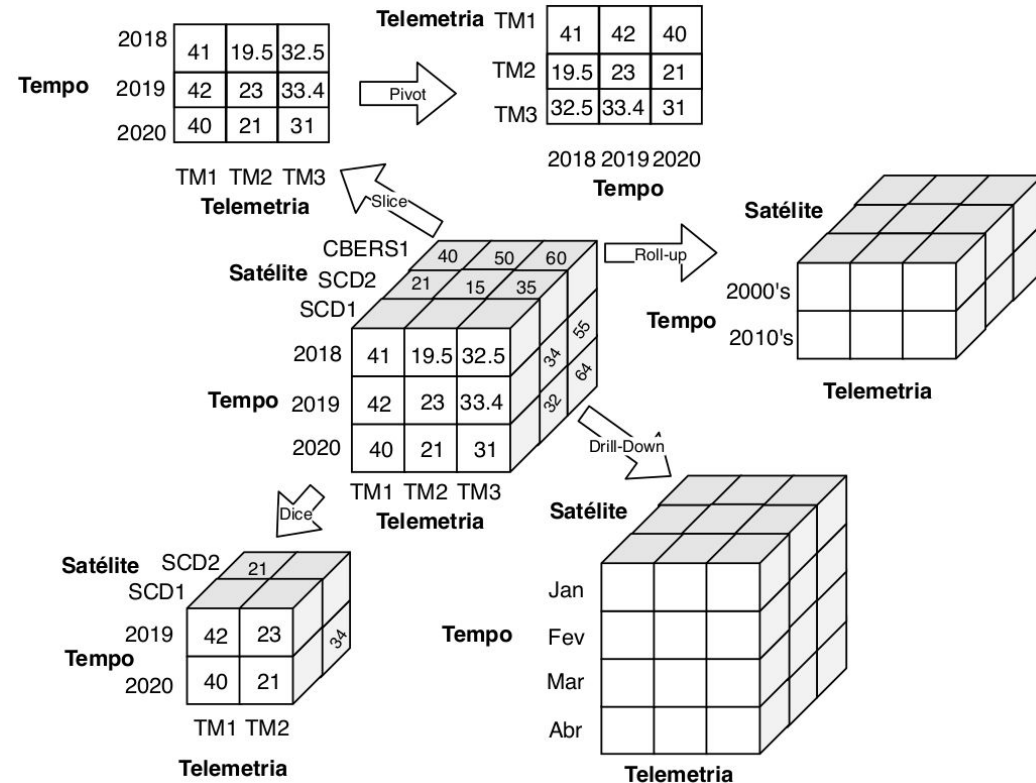 2018 41 19.5 32.5
Tempo 2019 42 23 33.4
2020 40 21 31
TM1 TM2 TM3
Telemetria
Pivot
Telemetria TM1 41 42 40
TM2 19.5 23 21
TM3 32.5 33.4 31
2018 2019 2020
Tempo
Slice
CBERS1 40 50 60
Satélite SCD2 21 15 35
SCD1
2018 41 19.5 32.5
Tempo 2019 42 23 33.4
2020 40 21 31
34 55
32 64
TM1 TM2 TM3
Telemetria
Roll-up
Satélite
2000's
Tempo
2010's
Telemetria
Drill-Down
Satélite
Jan
Tempo Fev
Mar
Abr
Telemetria
Dice
Satélite SCD2 21
SCD1
2019 42 23
Tempo
2020 40 21
34
TM1 TM2
Telemetria